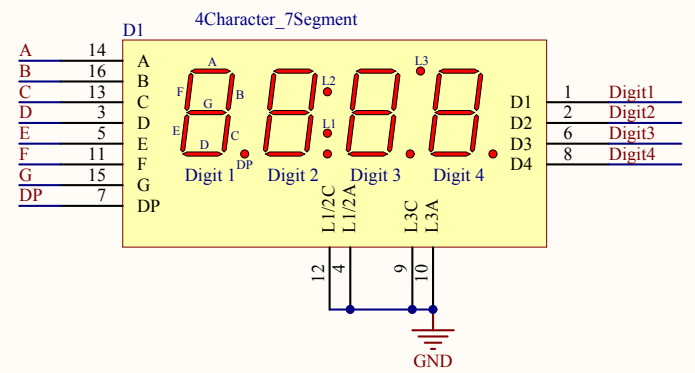 4Character_7Segment
D1
A 14 A
B 16 B
C 13 C
D 3 D
E 5 E
F 11 F
G 15 G
DP 7 DP
A
B
C
D
E
F
G
DP
L2
L1
L3
Digit 1 Digit 2 Digit 3 Digit 4
D1 1 Digit1
D2 2 Digit2
D3 6 Digit3
D4 8 Digit4
L1/2C
L1/2A
L3C
L3A
12
4
9
10
GND